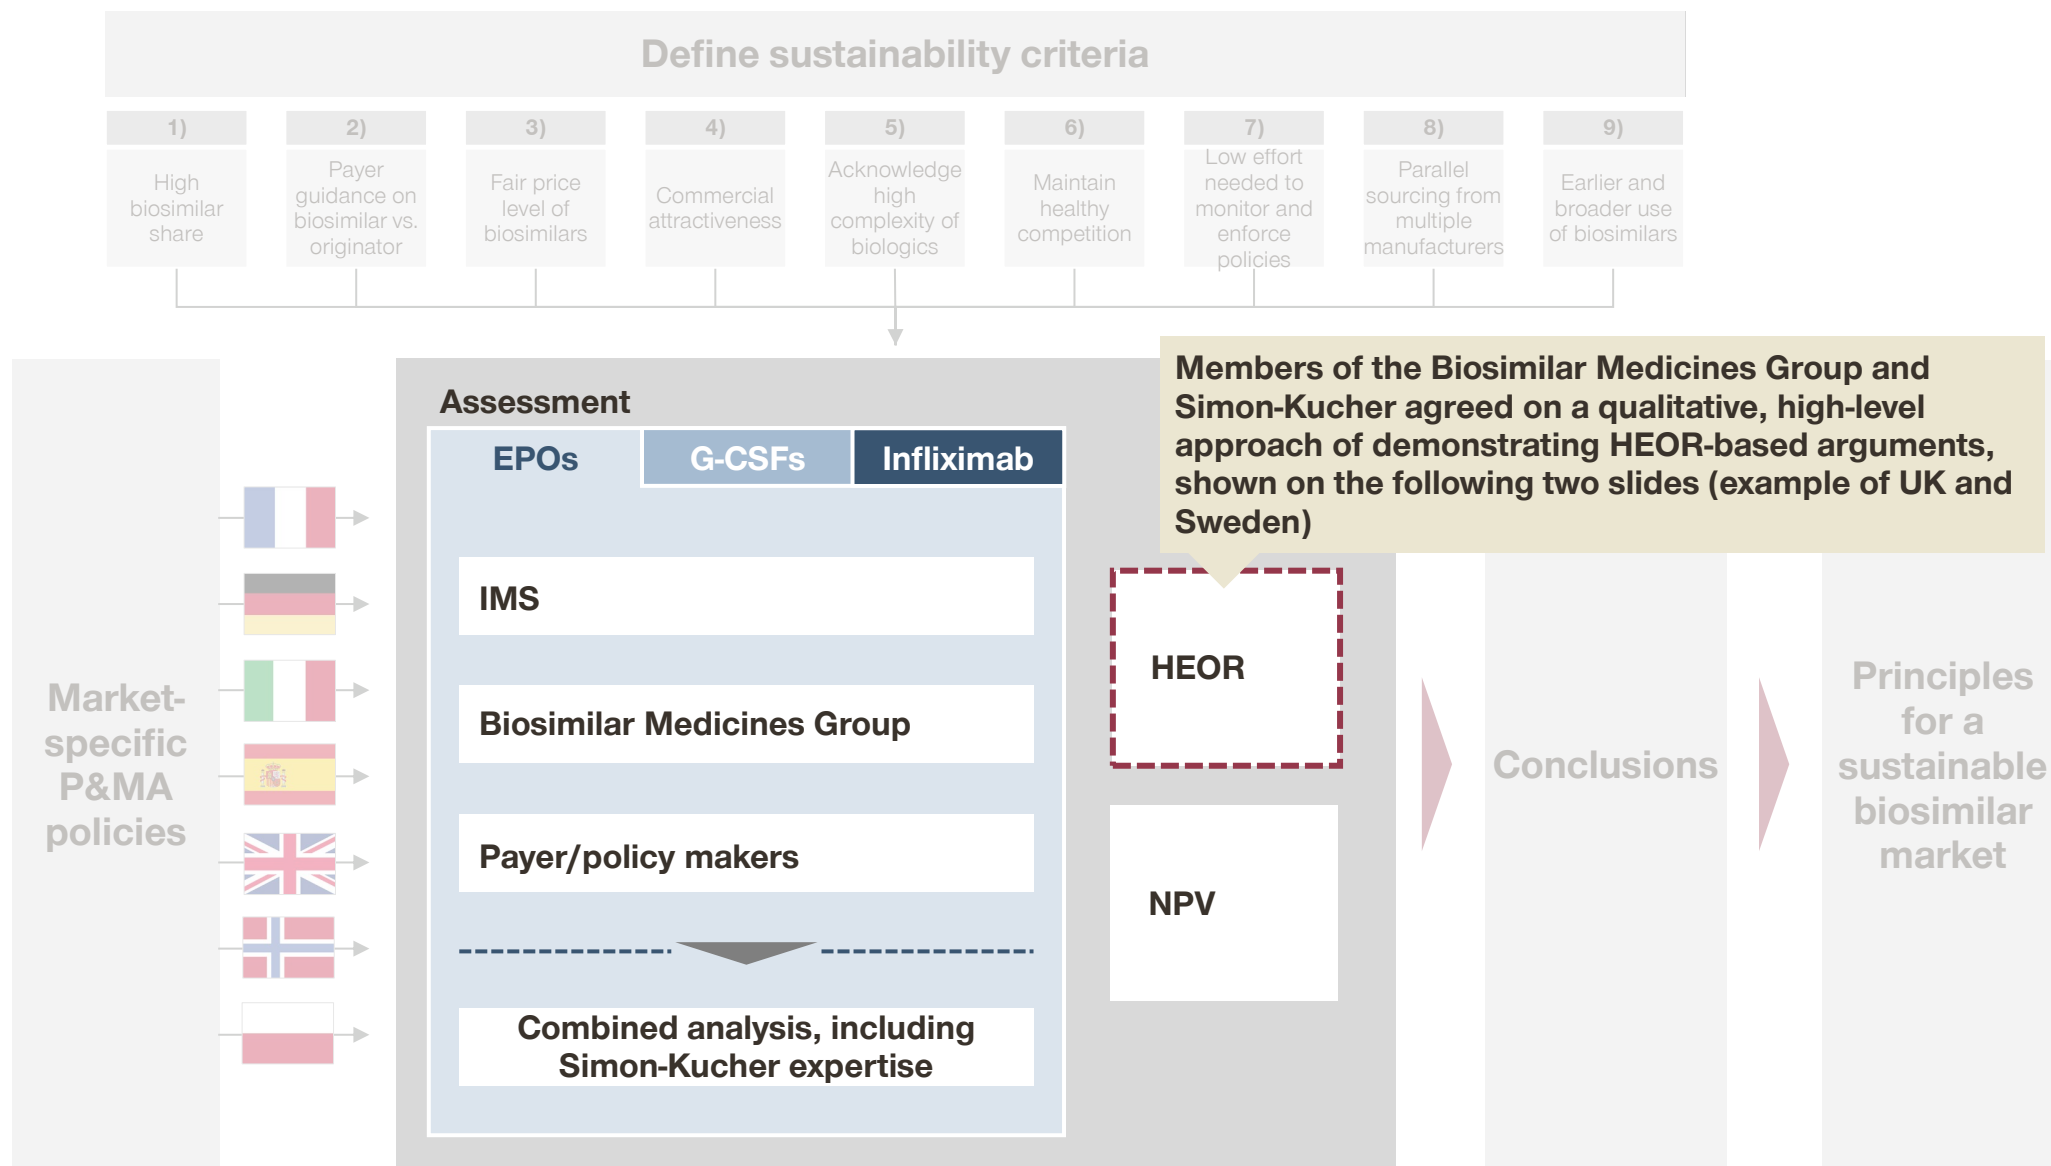 Define sustainability criteria
1)
High
biosimilar
share
2)
Payer
guidance on
biosimilar vs.
originator
3)
Fair price
level of
biosimilars
4)
Commercial
attractiveness
5)
Acknowledge
high
complexity of
biologics
6)
Maintain
healthy
competition
7)
Low effort
needed to
monitor and
enforce
policies
8)
Parallel
sourcing from
multiple
manufacturers
9)
Earlier and
broader use
of biosimilars
Market-
specific
P&MA
policies
Assessment
EPOs
G-CSFs
Infliximab
IMS
Biosimilar Medicines Group
Payer/policy makers
Combined analysis, including
Simon-Kucher expertise
Members of the Biosimilar Medicines Group and
Simon-Kucher agreed on a qualitative, high-level
approach of demonstrating HEOR-based arguments,
shown on the following two slides (example of UK and
Sweden)
HEOR
NPV
Conclusions
Principles
for a
sustainable
biosimilar
market